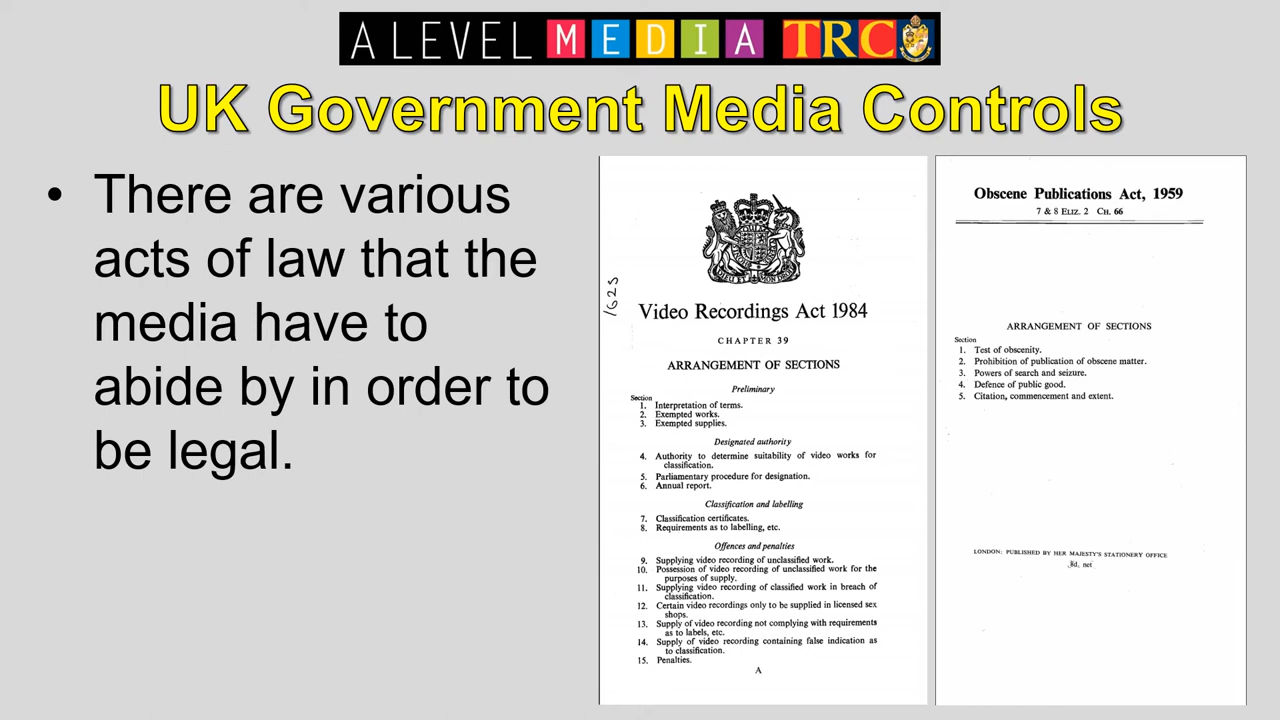 A LEVEL MEDIA TRC
UK Government Media Controls
• There are various
acts of law that the
media have to
abide by in order to
be legal.
1625
Video Recordings Act 1984
CHAPTER 39
ARRANGEMENT OF SECTIONS
Preliminary
Section
1. Interpretation of terms.
2. Exempted works.
3. Exempted supplies.
Designated authority
4. Authority to determine suitability of video works for
classification.
5. Parliamentary procedure for designation.
6. Annual report.
Classification and labelling
7. Classification certificates.
8. Requirements as to labelling, etc.
Offences and penalties
9. Supplying video recording of unclassified work.
10. Possession of video recording of unclassified work for the
purposes of supply.
11. Supplying video recording of classified work in breach of
classification.
12. Certain video recordings only to be supplied in licensed sex
shops.
13. Supply of video recording not complying with requirements
as to labels, etc.
14. Supply of video recording containing false indication as
to classification.
15. Penalties.
A
Obscene Publications Act, 1959
7 & 8 ELIZ. 2 CH. 66
ARRANGEMENT OF SECTIONS
Section
1. Test of obscenity.
2. Prohibition of publication of obscene matter.
3. Powers of search and seizure.
4. Defence of public good.
5. Citation, commencement and extent.
LONDON: PUBLISHED BY HER MAJESTY'S STATIONERY OFFICE
8d. net